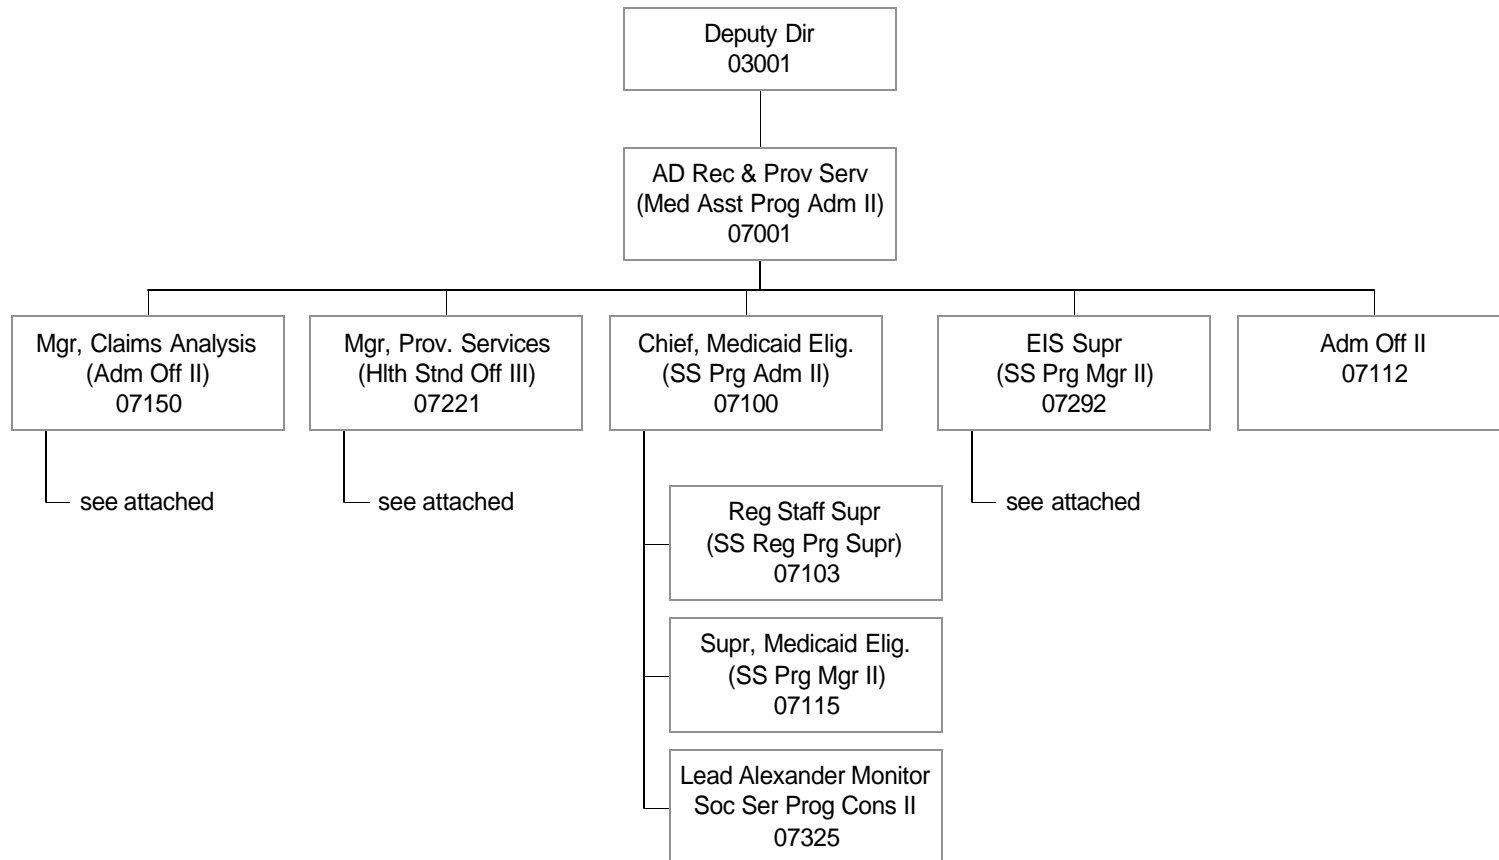 Deputy Dir
03001
AD Rec & Prov Serv
(Med Asst Prog Adm II)
07001
Mgr, Claims Analysis
(Adm Off II)
07150
Mgr, Prov. Services
(Hlth Stnd Off III)
07221
Chief, Medicaid Elig.
(SS Prg Adm II)
07100
EIS Supr
(SS Prg Mgr II)
07292
Adm Off II
07112
see attached
see attached
see attached
Reg Staff Supr
(SS Reg Prg Supr)
07103
Supr, Medicaid Elig.
(SS Prg Mgr II)
07115
Lead Alexander Monitor
Soc Ser Prog Cons II
07325